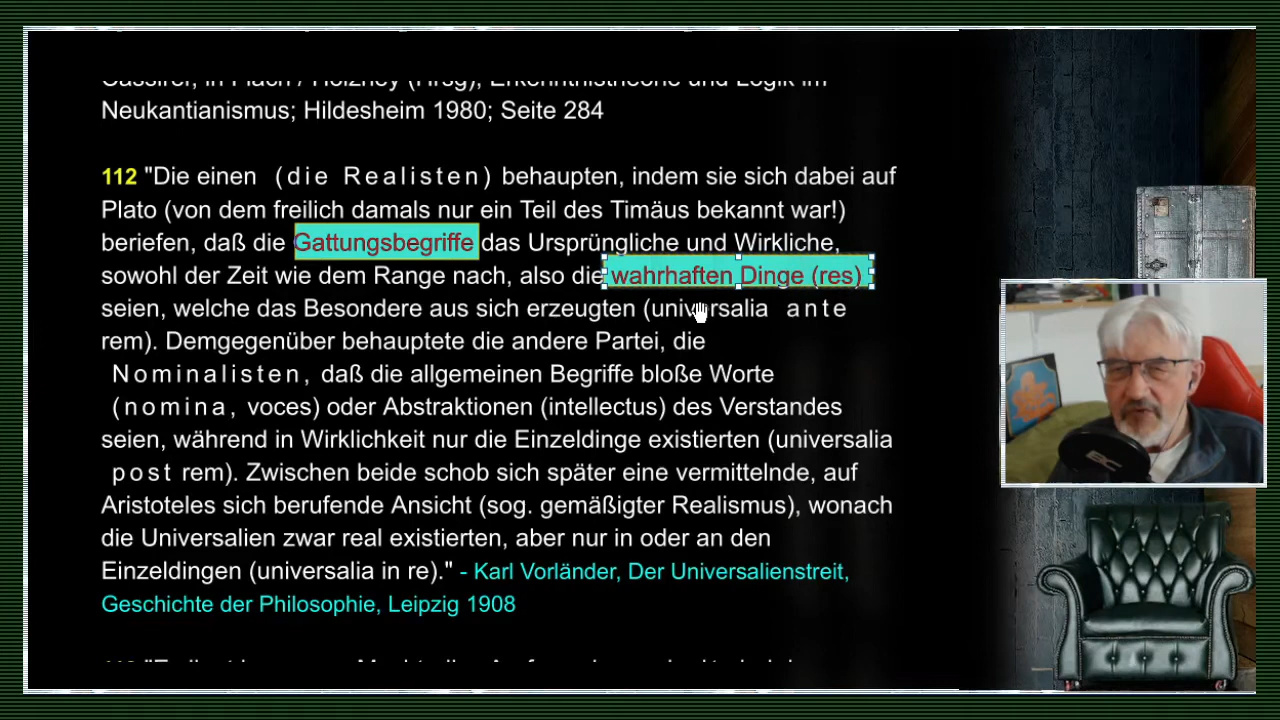 Neukantianismus; Hildesheim 1980; Seite 284
112 "Die einen (die Realisten) behaupten, indem sie sich dabei auf
Plato (von dem freilich damals nur ein Teil des Timäus bekannt war!)
beriefen, daß die Gattungsbegriffe das Ursprüngliche und Wirkliche,
sowohl der Zeit wie dem Range nach, also die wahrhaften Dinge (res)
seien, welche das Besondere aus sich erzeugten (universalia ante
rem). Demgegenüber behauptete die andere Partei, die
Nominalisten, daß die allgemeinen Begriffe bloße Worte
(nomina, voces) oder Abstraktionen (intellectus) des Verstandes
seien, während in Wirklichkeit nur die Einzeldinge existierten (universalia
post rem). Zwischen beide schob sich später eine vermittelnde, auf
Aristoteles sich berufende Ansicht (sog. gemäßigter Realismus), wonach
die Universalien zwar real existierten, aber nur in oder an den
Einzeldingen (universalia in re)." - Karl Vorländer, Der Universalienstreit,
Geschichte der Philosophie, Leipzig 1908